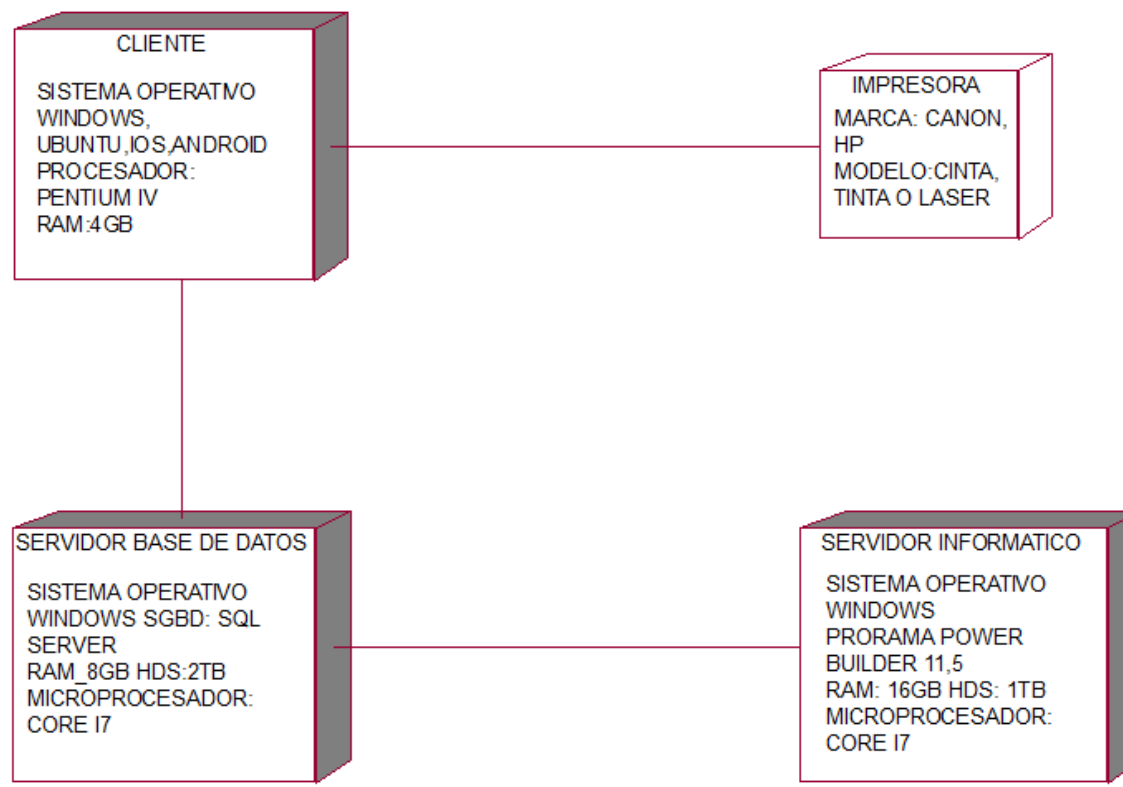 CLIENTE
SISTEMA OPERATIVO
WINDOWS,
UBUNTU,IOS,ANDROID
PROCESADOR:
PENTIUM IV
RAM:4GB
IMPRESORA
MARCA: CANON,
HP
MODELO:CINTA,
TINTA O LASER
SERVIDOR BASE DE DATOS
SISTEMA OPERATIVO
WINDOWS SGBD: SQL
SERVER
RAM_8GB HDS:2TB
MICROPROCESADOR:
CORE I7
SERVIDOR INFORMATICO
SISTEMA OPERATIVO
WINDOWS
PRORAMA POWER
BUILDER 11,5
RAM: 16GB HDS: 1TB
MICROPROCESADOR:
CORE I7